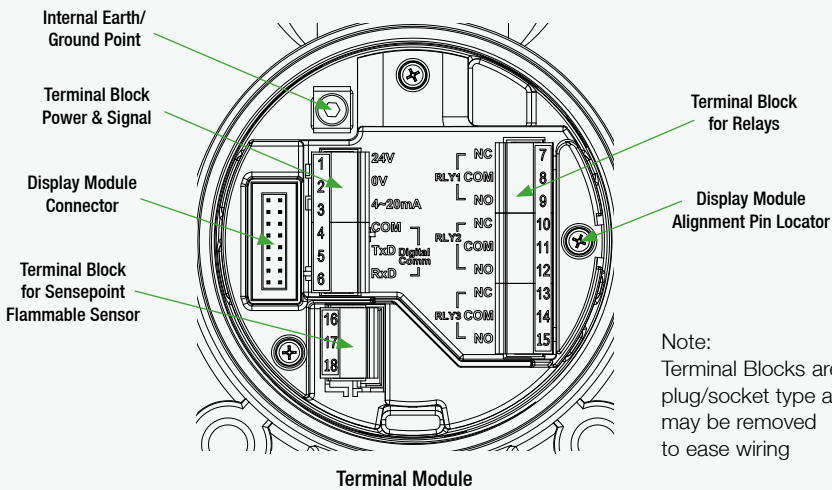 Internal Earth/
Ground Point
Terminal Block
Power & Signal
Display Module
Connector
Terminal Block
for Sensepoint
Flammable Sensor
1
2
3
4
5
6
24V
0V
4~20mA
COM
TxD
RxD
Digital
Comm
16
17
18
RLY1
NC
COM
NO
RLY2
NC
COM
NO
RLY3
NC
COM
NO
7
8
9
10
11
12
13
14
15
Terminal Block
for Relays
Display Module
Alignment Pin Locator
Note:
Terminal Blocks are
plug/socket type a
may be removed
to ease wiring
Terminal Module